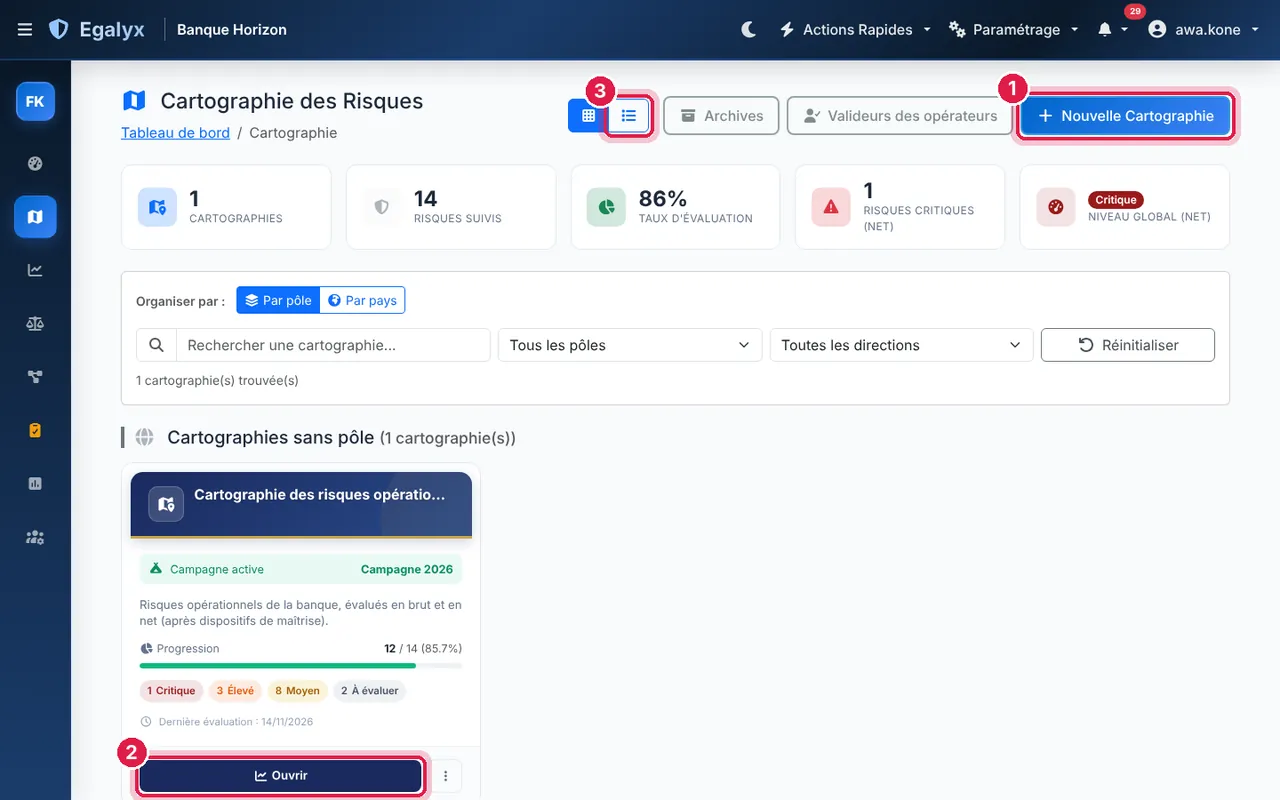 Egalyx
Banque Horizon
Actions Rapides
Paramétrage
29
awa.kone
FK
Cartographie des Risques
Tableau de bord / Cartographie
3
Archives
Valideurs des opérateurs
1
Nouvelle Cartographie
1
CARTOGRAPHIES
14
RISQUES SUIVIS
86%
TAUX D'ÉVALUATION
1
RISQUES CRITIQUES
(NET)
Critique
NIVEAU GLOBAL (NET)
Organiser par :
Par pôle
Par pays
Rechercher une cartographie...
Tous les pôles
Toutes les directions
Réinitialiser
1 cartographie(s) trouvée(s)
Cartographies sans pôle (1 cartographie(s))
Cartographie des risques opératio...
Campagne active
Campagne 2026
Risques opérationnels de la banque, évalués en brut et en
net (après dispositifs de maîtrise).
Progression
12 / 14 (85.7%)
1 Critique
3 Élevé
8 Moyen
2 À évaluer
Dernière évaluation : 14/11/2026
2
Ouvrir